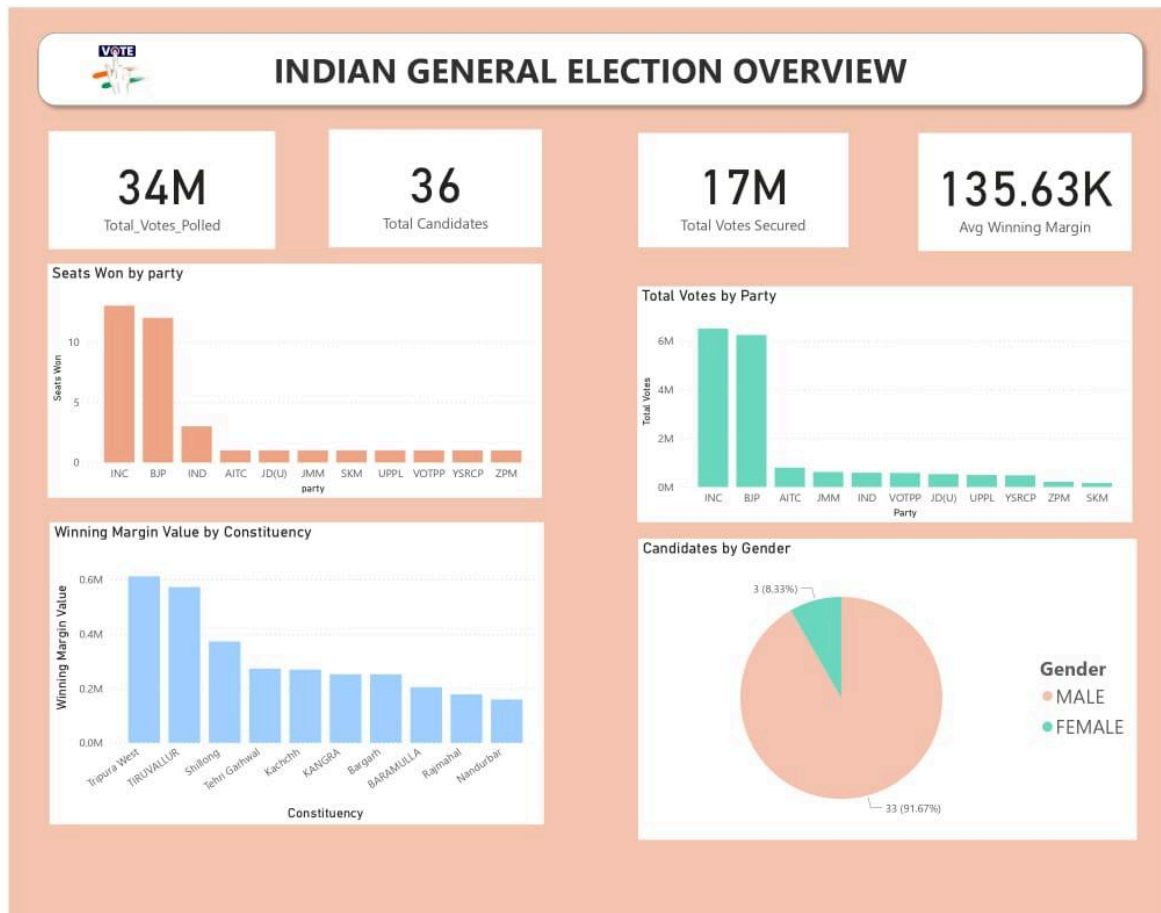 VOTE
INDIAN GENERAL ELECTION OVERVIEW
34M
Total_Votes_Polled
36
Total Candidates
17M
Total Votes Secured
135.63K
Avg Winning Margin
Seats Won by party
Seats Won
10
5
0
INC BJP IND AITC JD(U) JMM SKM UPPL VOTPP YSRCP ZPM
party
Total Votes by Party
Total Votes
6M
4M
2M
0M
INC BJP AITC JMM IND VOTPP JD(U) UPPL YSRCP ZPM SKM
Party
Winning Margin Value by Constituency
Winning Margin Value
0.6M
0.4M
0.2M
0.0M
Tripura West TIRUVALLUR Shillong Tehri Garhwal Kachchh KANGRA Bargarh BARAMULLA Rajmahal Nandurbar
Constituency
Candidates by Gender
3 (8.33%)
33 (91.67%)
Gender
MALE
FEMALE